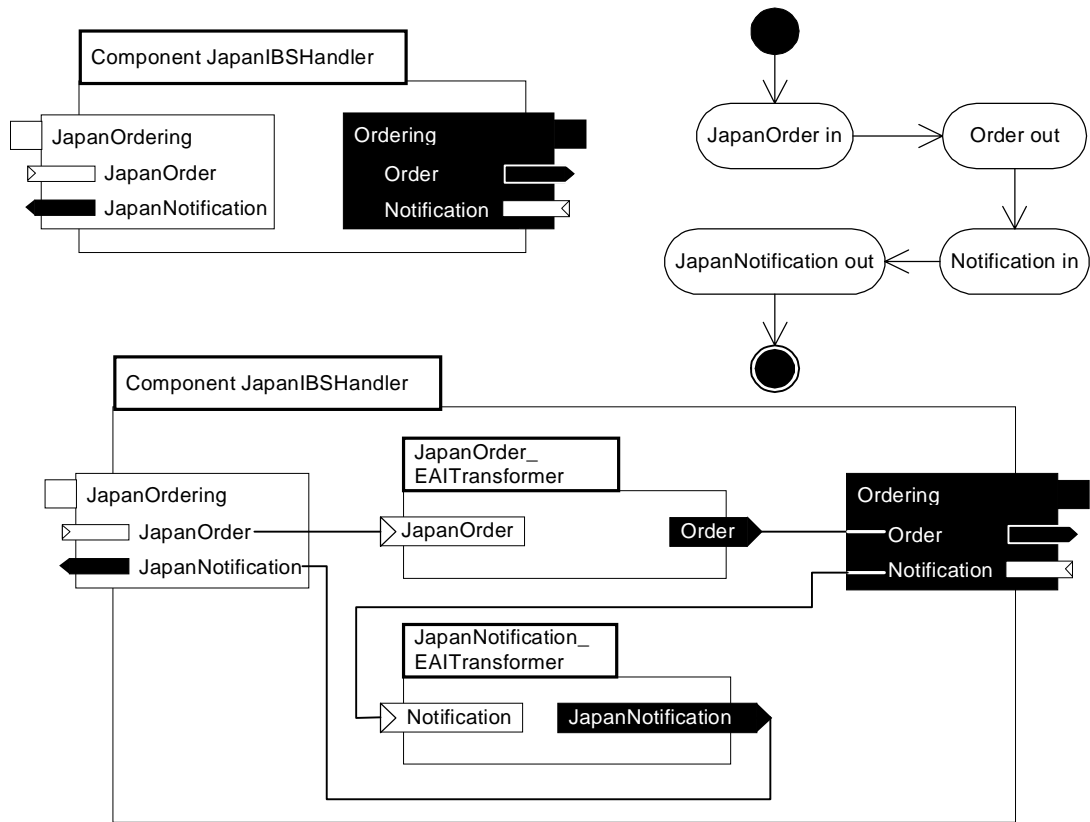 Component JapanIBSHandler
JapanOrdering
JapanOrder
JapanNotification
Ordering
Order
Notification
JapanOrder in
Order out
JapanNotification out
Notification in
Component JapanIBSHandler
JapanOrdering
JapanOrder
JapanNotification
JapanOrder_
EAITransformer
JapanOrder
Order
Ordering
Order
Notification
JapanNotification_
EAITransformer
Notification
JapanNotification